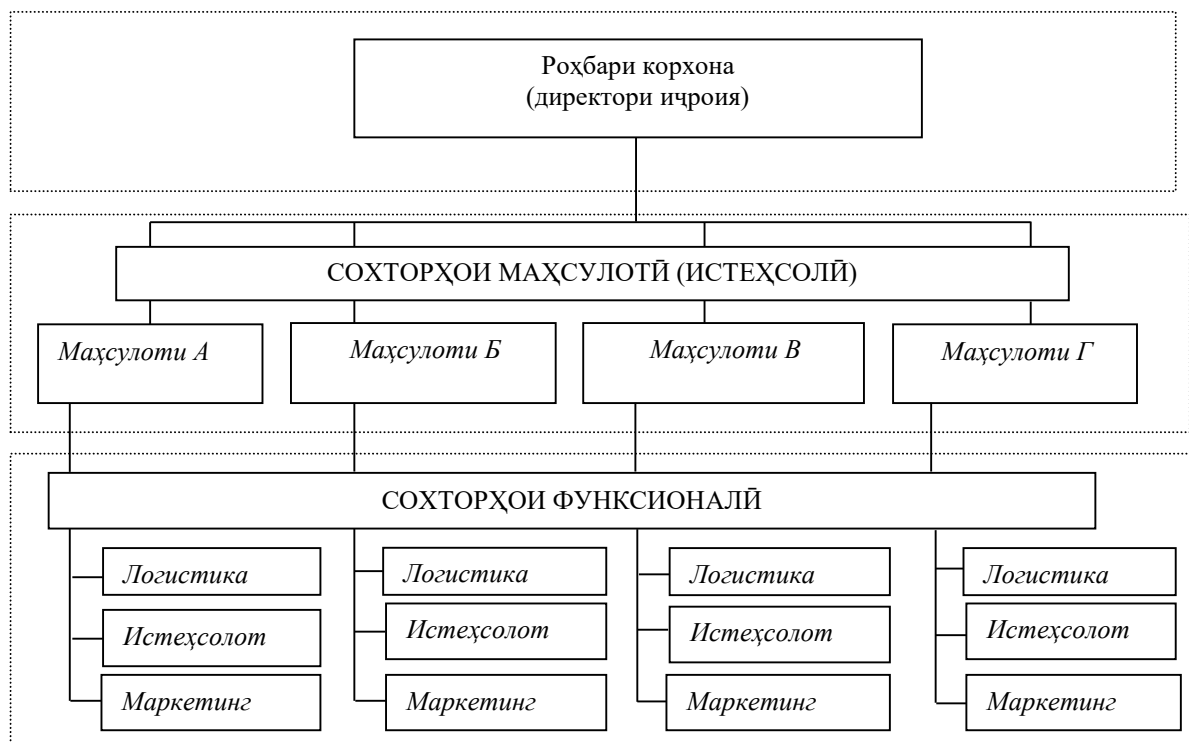 Роҳбари корхона
(директори иҷроия)
СОХТОРҲОИ МАҲСУЛОТӢ (ИСТЕҲСОЛӢ)
Маҳсулоти А
Маҳсулоти Б
Маҳсулоти В
Маҳсулоти Г
СОХТОРҲОИ ФУНКСИОНАЛӢ
Логистика
Логистика
Логистика
Логистика
Истеҳсолот
Истеҳсолот
Истеҳсолот
Истеҳсолот
Маркетинг
Маркетинг
Маркетинг
Маркетинг